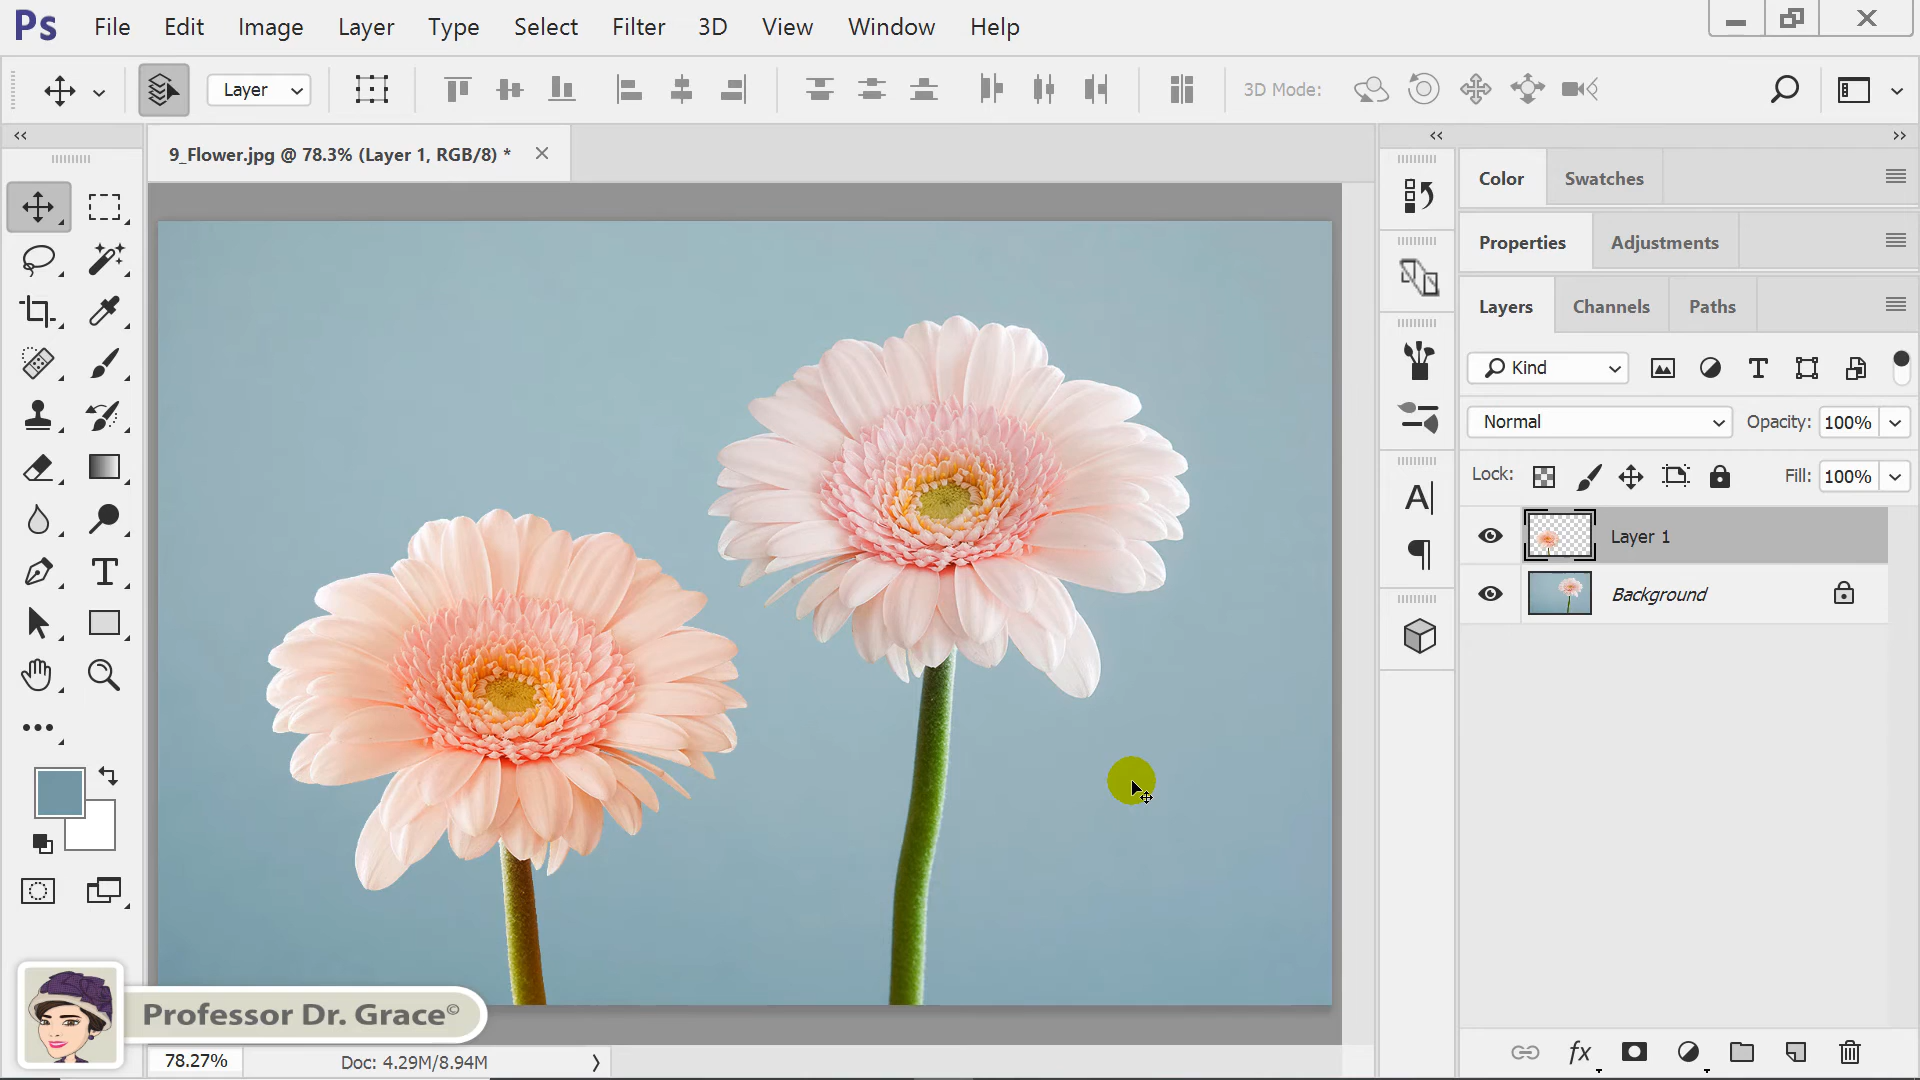 Ps File Edit Image Layer Type Select Filter 3D View Window Help
Layer 3D Mode:
9_Flower.jpg @ 78.3% (Layer 1, RGB/8) *
Color Swatches
Properties Adjustments
Layers Channels Paths
Kind
Normal Opacity: 100%
Lock: Fill: 100%
Layer 1
Background
Professor Dr. Grace©
78.27% Doc: 4.29M/8.94M
fx